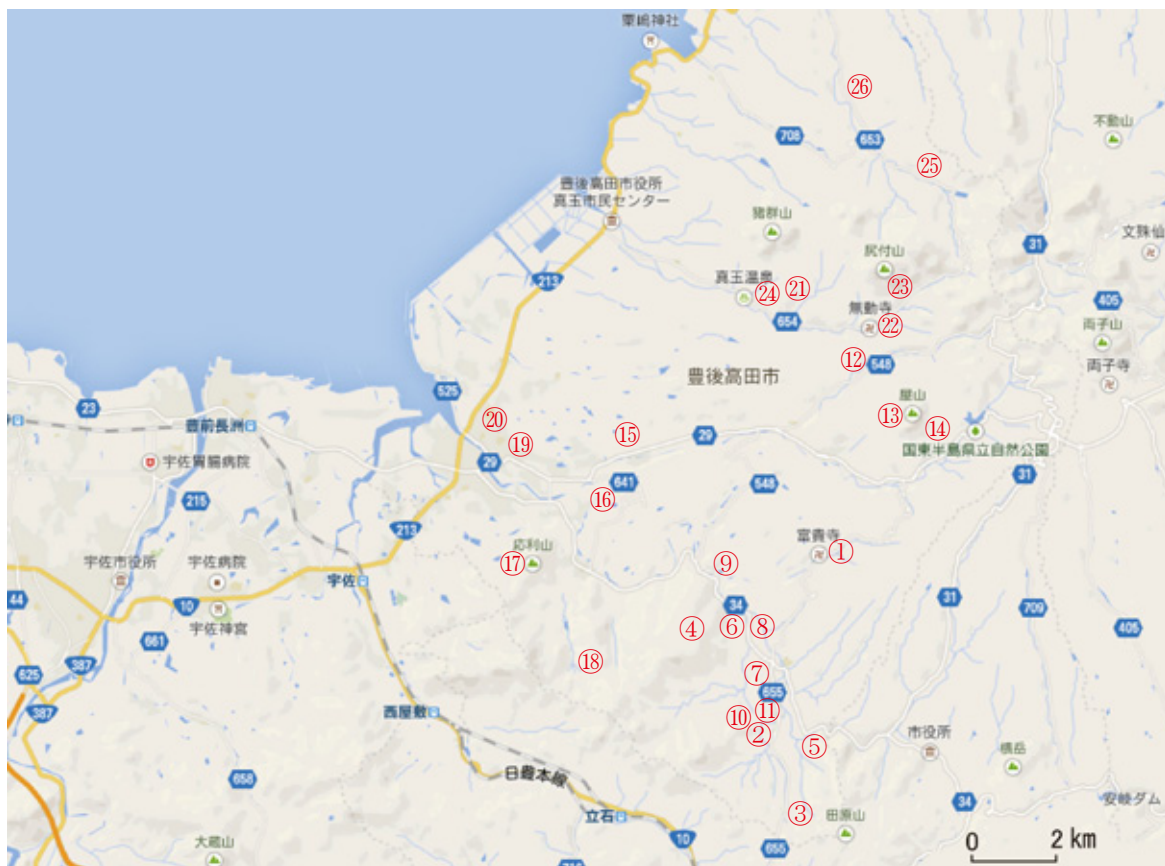 粟嶋神社
㉖
708
653
不動山
㉕
豊後高田市役所
真玉市民センター
猪群山
31
文殊仙
尻付山
213
真玉温泉
㉔
㉑
㉓
405
654
無動寺
㉒
両子山
⑫
548
両子寺
豊後高田市
525
23
豊前長洲
⑳
⑬
屋山
⑭
⑲
⑮
29
国東半島県立自然公園
宇佐胃腸病院
29
31
215
641
548
⑯
213
富貴寺
①
応利山
⑰
⑨
宇佐市役所
宇佐病院
宇佐
44
10
34
31
709
宇佐神宮
④
⑥
⑧
405
661
387
⑱
625
⑦
655
387
西屋敷
⑩
⑪
②
⑤
市役所
658
日豊本線
横岳
34
安岐ダム
立石
③
田原山
10
大蔵山
655
0
2 km